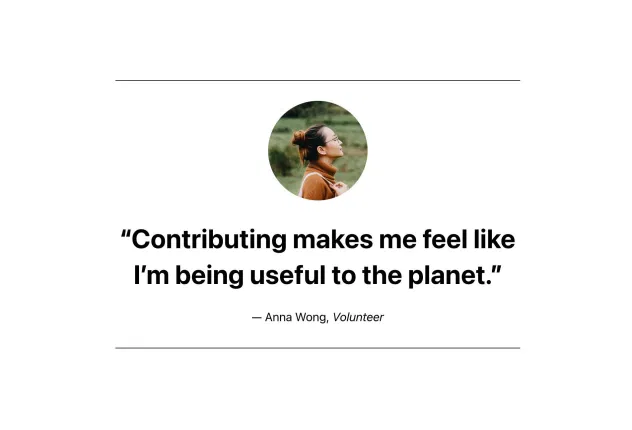 “Contributing makes me feel like
I’m being useful to the planet.”
— Anna Wong, Volunteer